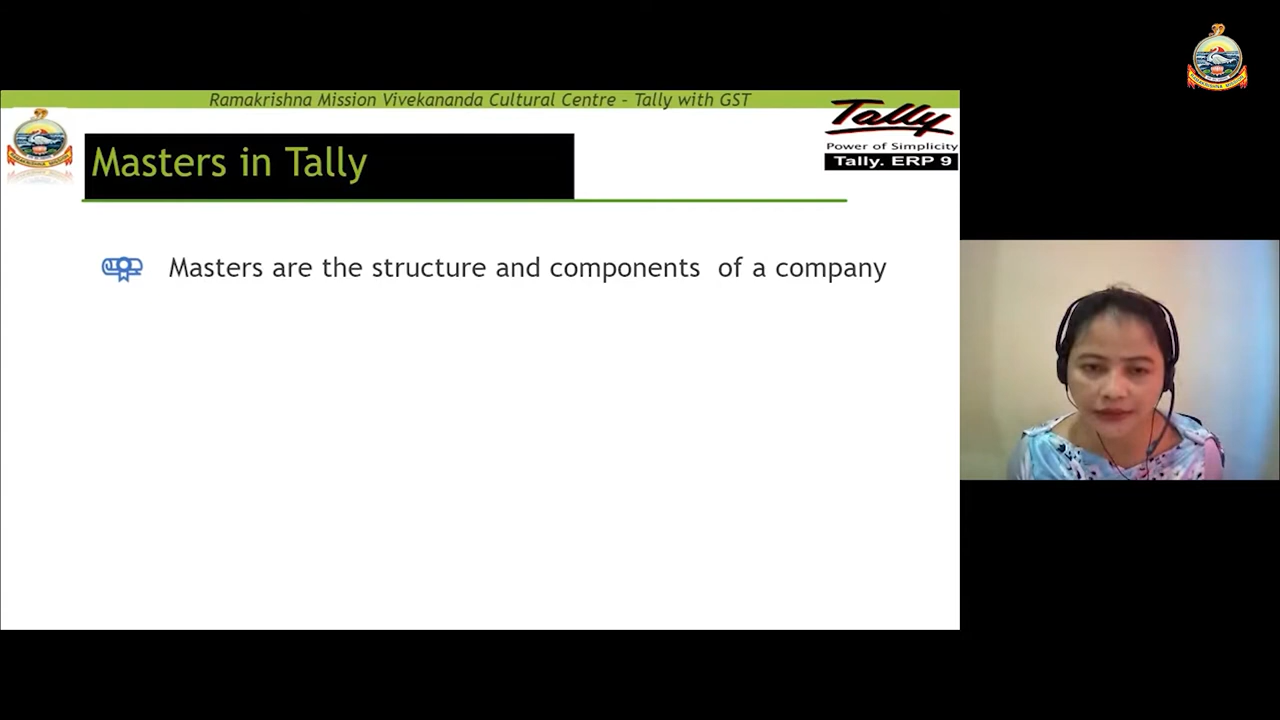 Ramakrishna Mission Vivekananda Cultural Centre - Tally with GST
Tally
Power of Simplicity
Tally. ERP 9
Masters in Tally
Masters are the structure and components of a company